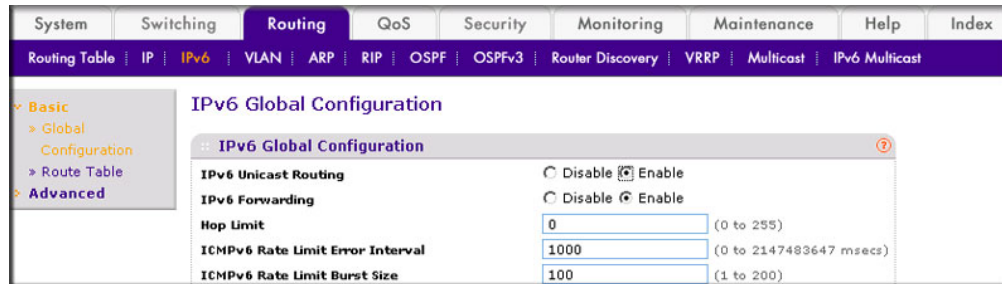 System Switching Routing QoS Security Monitoring Maintenance Help Index
Routing Table IP IPv6 VLAN ARP RIP OSPF OSPFv3 Router Discovery VRRP Multicast IPv6 Multicast
Basic
» Global
Configuration
» Route Table
Advanced
IPv6 Global Configuration
IPv6 Global Configuration ?
IPv6 Unicast Routing Disable Enable
IPv6 Forwarding Disable Enable
Hop Limit 0 (0 to 255)
ICMPv6 Rate Limit Error Interval 1000 (0 to 2147483647 msecs)
ICMPv6 Rate Limit Burst Size 100 (1 to 200)